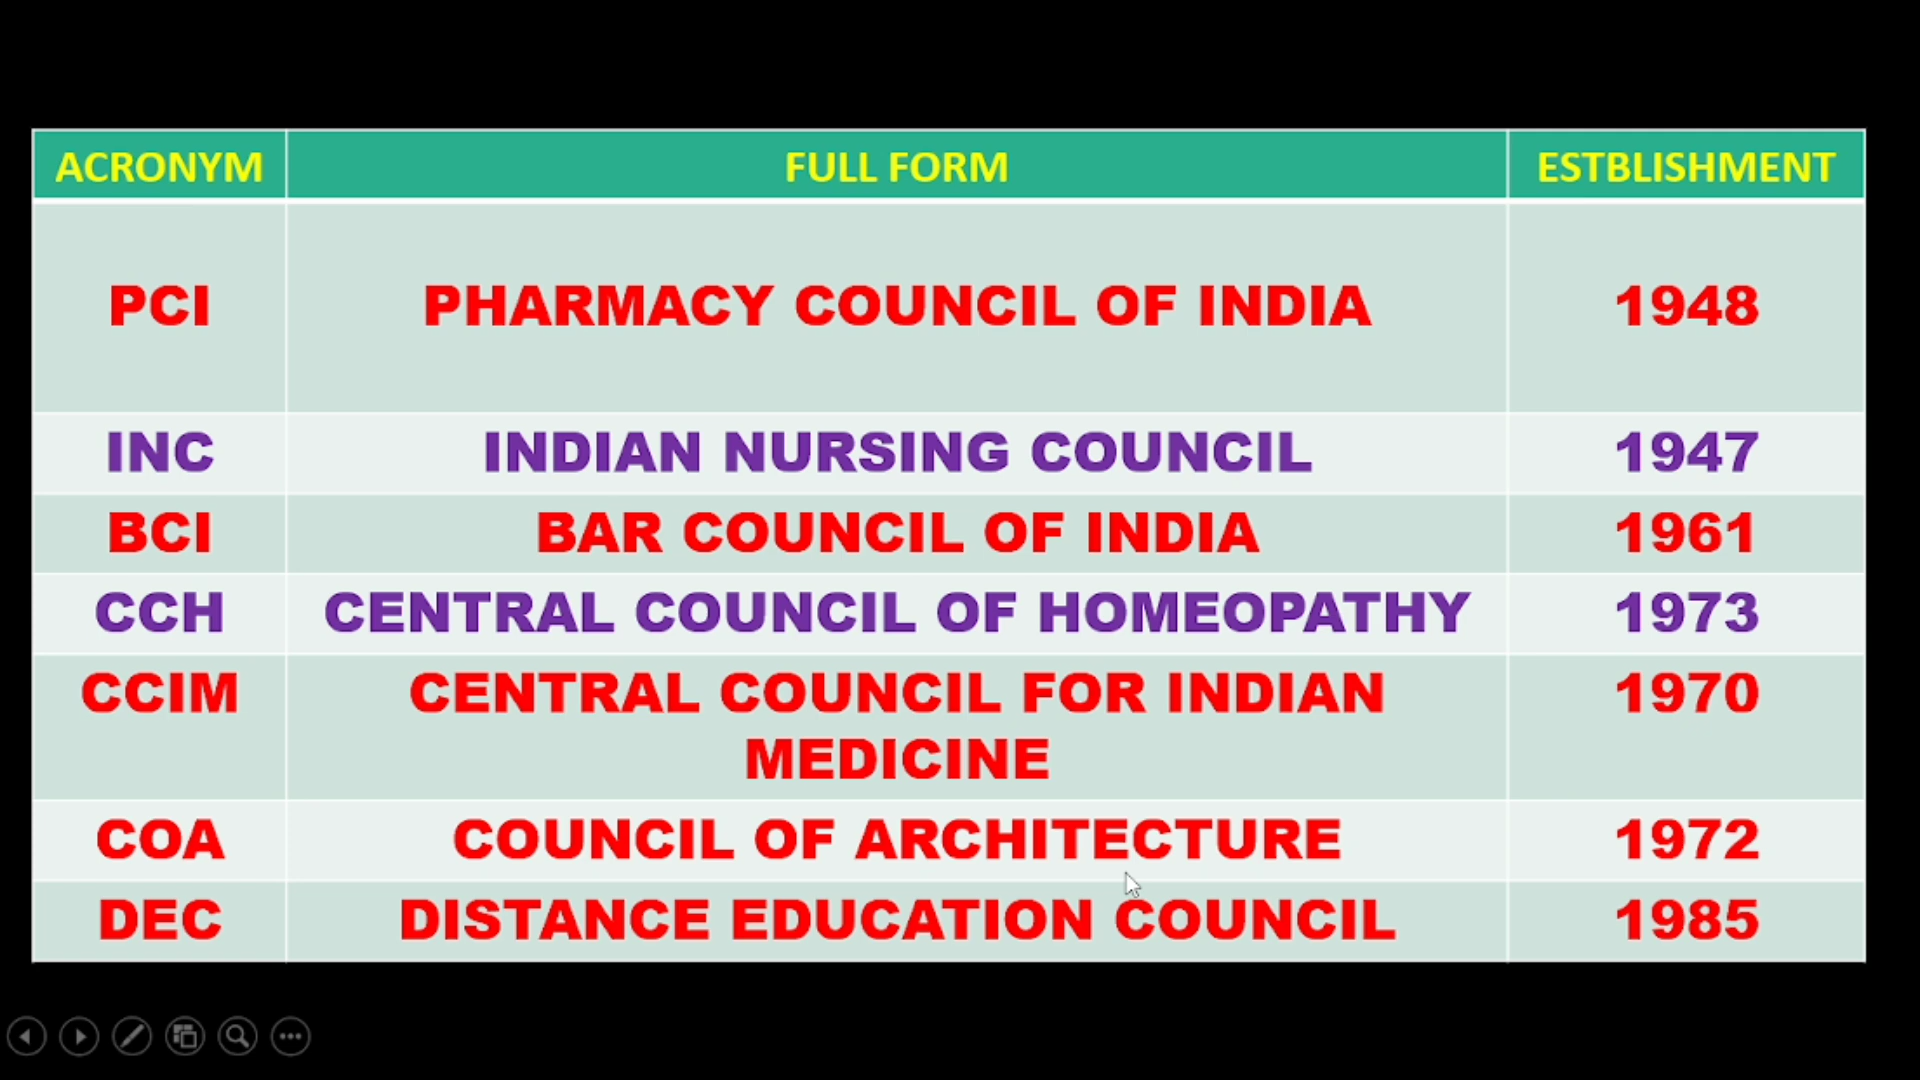 ACRONYM FULL FORM ESTBLISHMENT
PCI PHARMACY COUNCIL OF INDIA 1948
INC INDIAN NURSING COUNCIL 1947
BCI BAR COUNCIL OF INDIA 1961
CCH CENTRAL COUNCIL OF HOMEOPATHY 1973
CCIM CENTRAL COUNCIL FOR INDIAN 1970
MEDICINE
COA COUNCIL OF ARCHITECTURE 1972
DEC DISTANCE EDUCATION COUNCIL 1985